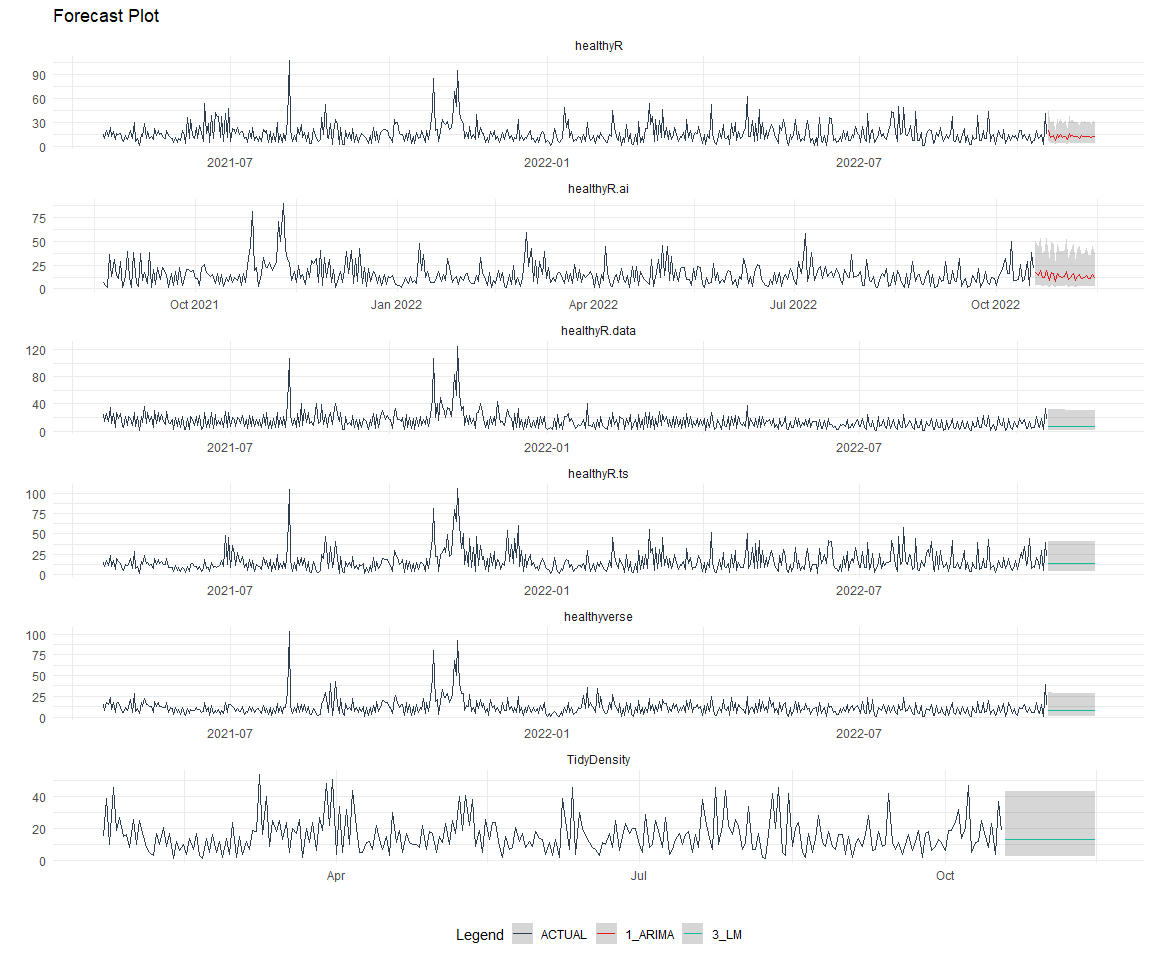 Forecast Plot
healthyR
90
60
30
0
2021-07 2022-01 2022-07
healthyR.ai
75
50
25
0
Oct 2021 Jan 2022 Apr 2022 Jul 2022 Oct 2022
healthyR.data
120
80
40
0
2021-07 2022-01 2022-07
healthyR.ts
100
75
50
25
0
2021-07 2022-01 2022-07
healthyverse
100
75
50
25
0
2021-07 2022-01 2022-07
TidyDensity
40
20
0
Apr Jul Oct
Legend ACTUAL 1_ARIMA 3_LM